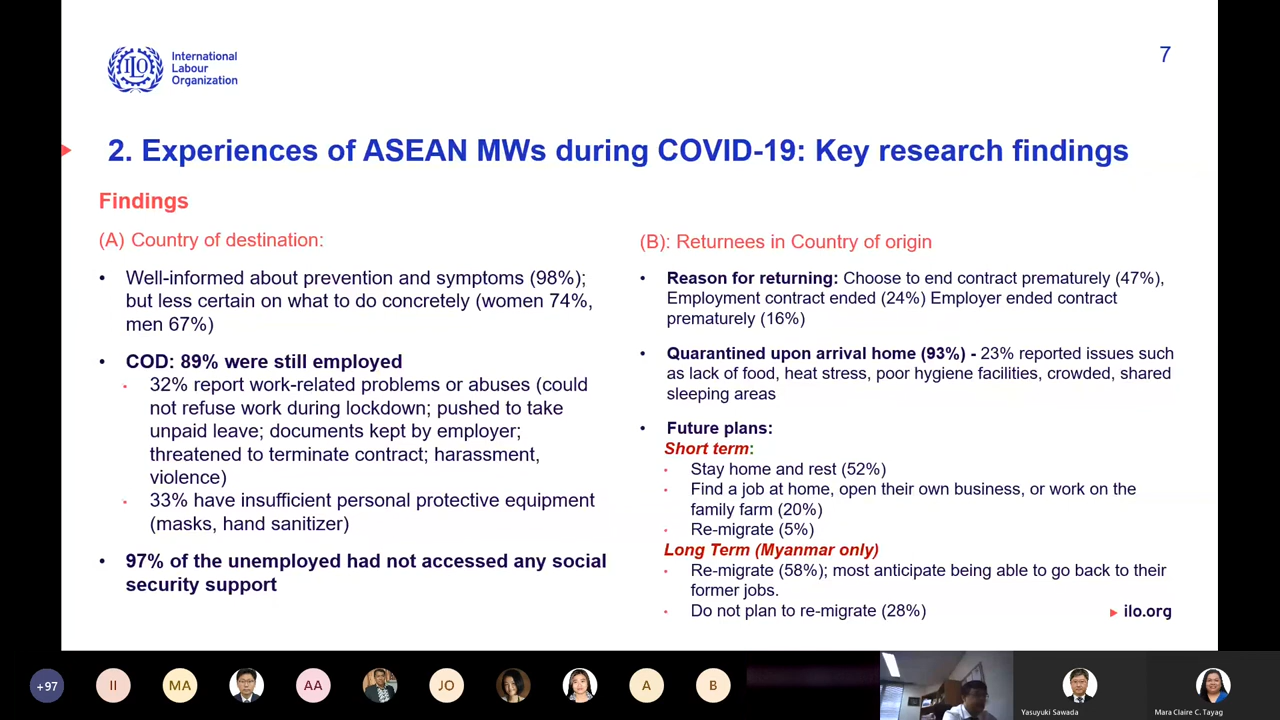 International
Labour
Organization
7
2. Experiences of ASEAN MWs during COVID-19: Key research findings
Findings
(A) Country of destination:
• Well-informed about prevention and symptoms (98%);
but less certain on what to do concretely (women 74%,
men 67%)
• COD: 89% were still employed
32% report work-related problems or abuses (could
not refuse work during lockdown; pushed to take
unpaid leave; documents kept by employer;
threatened to terminate contract; harassment,
violence)
33% have insufficient personal protective equipment
(masks, hand sanitizer)
• 97% of the unemployed had not accessed any social
security support
(B): Returnees in Country of origin
• Reason for returning: Choose to end contract prematurely (47%),
Employment contract ended (24%) Employer ended contract
prematurely (16%)
• Quarantined upon arrival home (93%) - 23% reported issues such
as lack of food, heat stress, poor hygiene facilities, crowded, shared
sleeping areas
• Future plans:
Short term:
Stay home and rest (52%)
Find a job at home, open their own business, or work on the
family farm (20%)
Re-migrate (5%)
Long Term (Myanmar only)
Re-migrate (58%); most anticipate being able to go back to their
former jobs.
Do not plan to re-migrate (28%)
ilo.org
+97
II
MA
AA
JO
A
B
Yasuyuki Sawada
Mara Claire C. Tayag